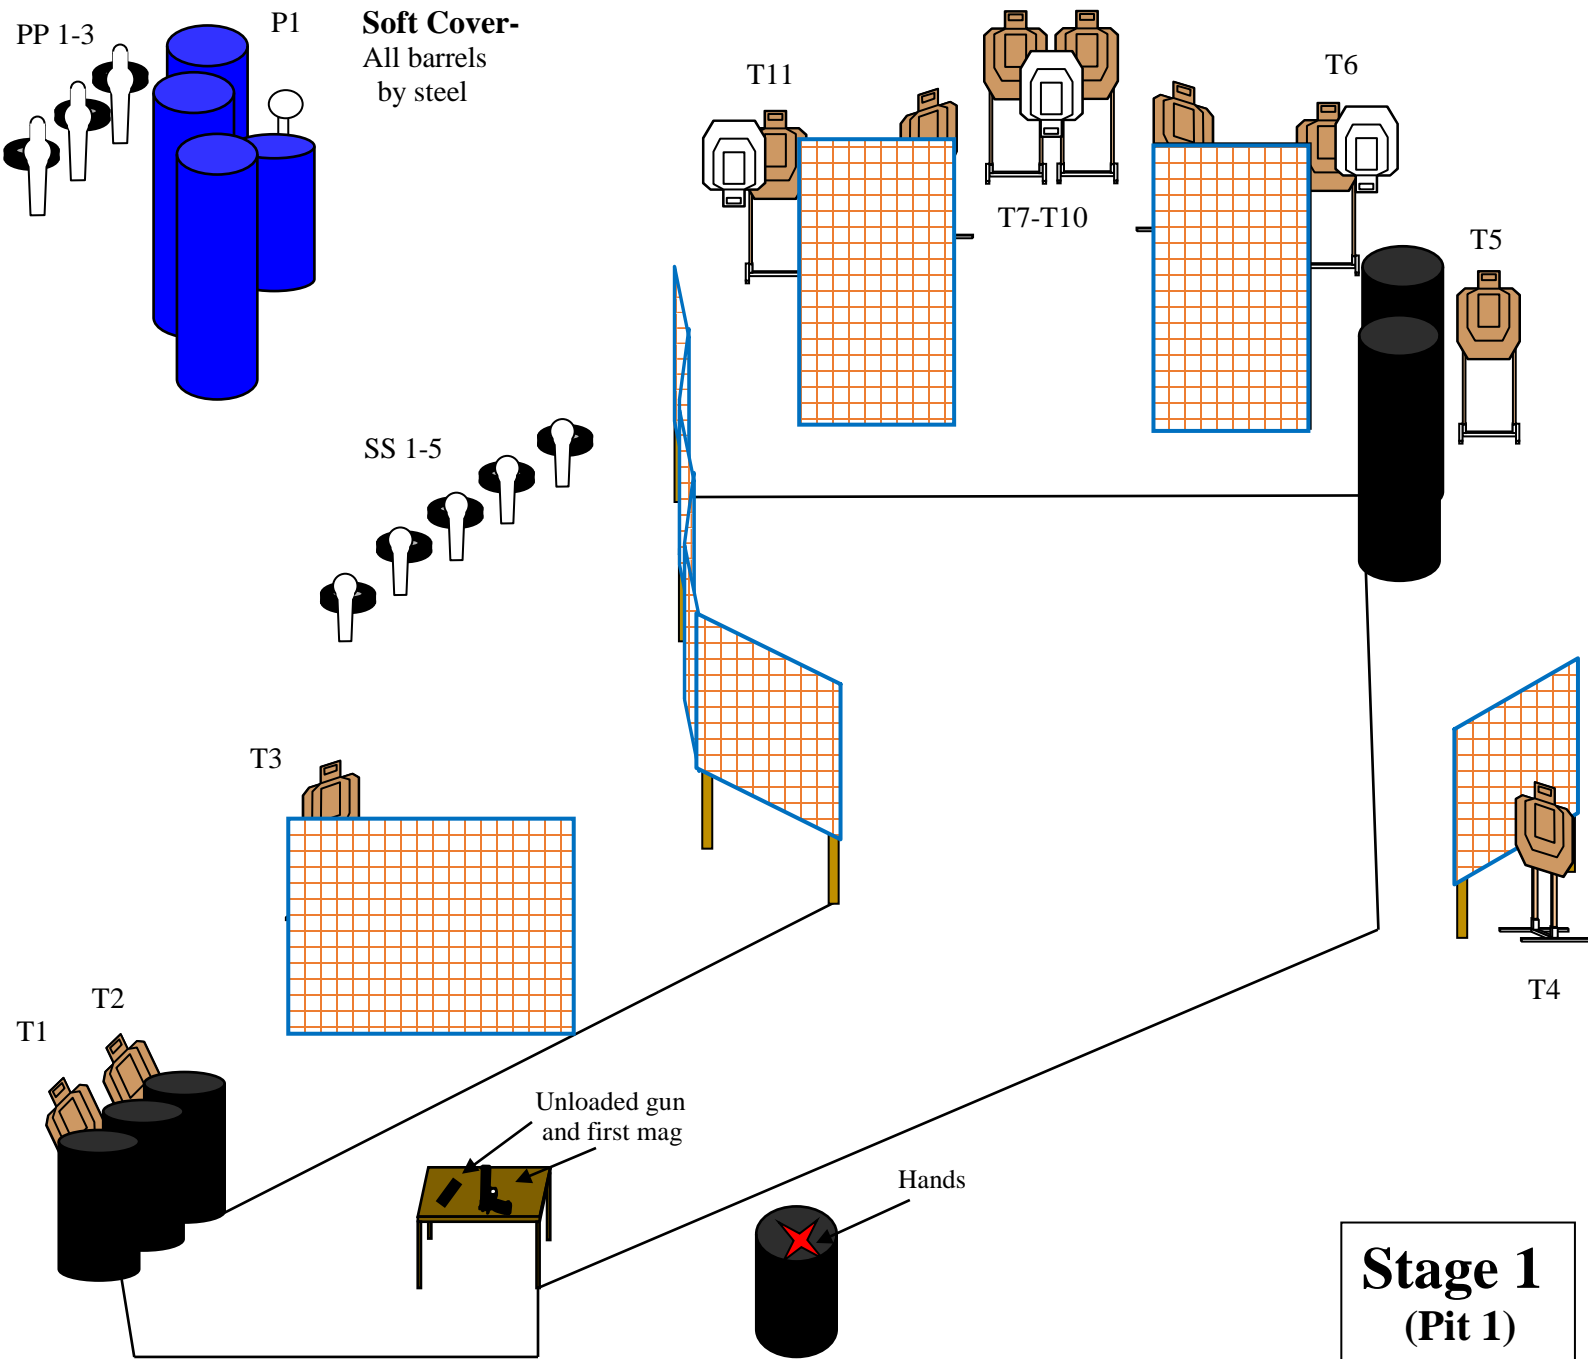 PP 1-3
P1
Soft Cover-
All barrels
by steel
T11
T6
T7-T10
T5
SS 1-5
T3
T4
T2
T1
Unloaded gun
and first mag
Hands
Stage 1
(Pit 1)